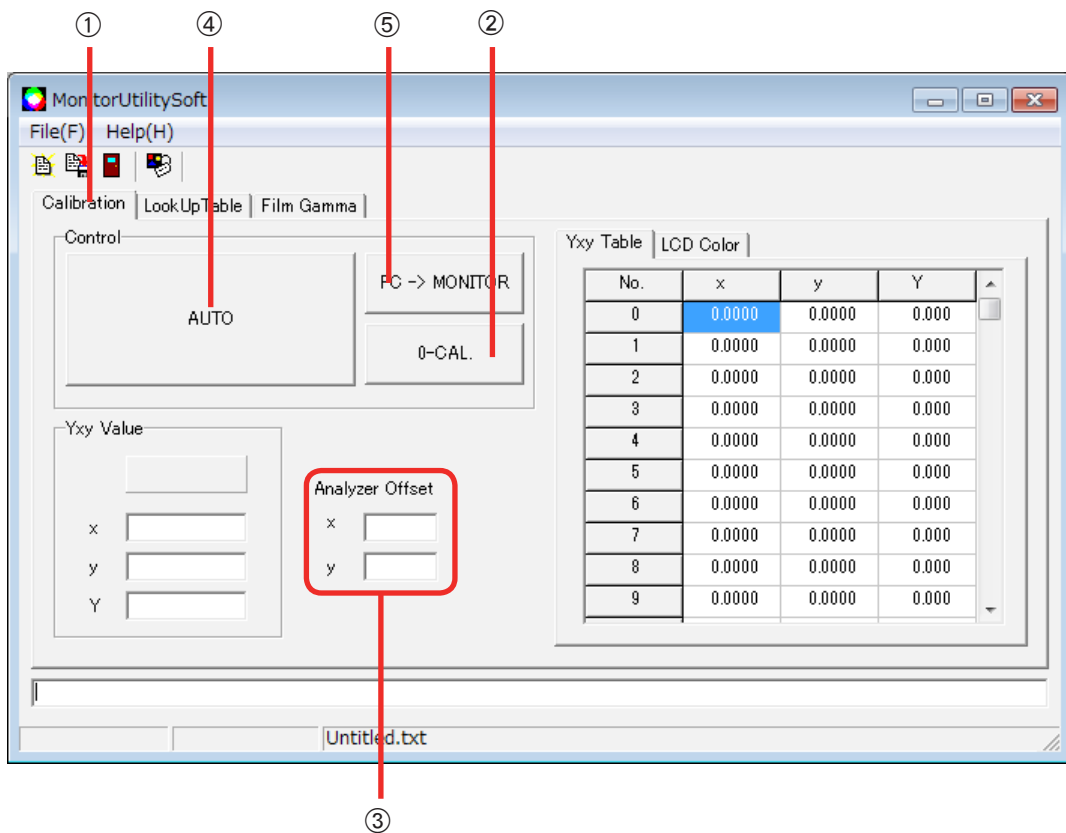 ① ④ ⑤ ②
MonitorUtilitySoft
File(F) Help(H)
Calibration LookUpTable Film Gamma
Control
AUTO
PC -> MONITOR
0-CAL.
Yxy Value
x
y
Y
Analyzer Offset
x
y
Yxy Table LCD Color
No. x y Y
0 0.0000 0.0000 0.000
1 0.0000 0.0000 0.000
2 0.0000 0.0000 0.000
3 0.0000 0.0000 0.000
4 0.0000 0.0000 0.000
5 0.0000 0.0000 0.000
6 0.0000 0.0000 0.000
7 0.0000 0.0000 0.000
8 0.0000 0.0000 0.000
9 0.0000 0.0000 0.000
Untitled.txt
③